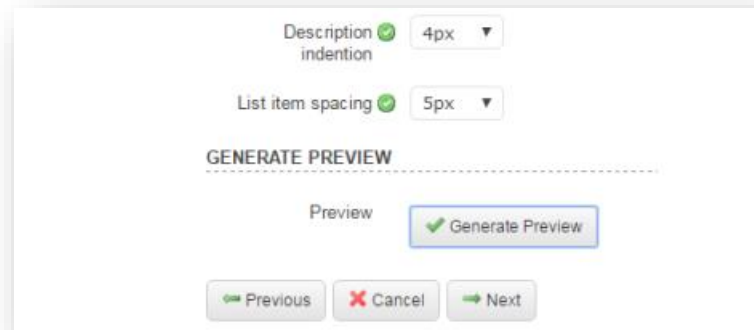 Description
indention
4px
List item spacing
5px
GENERATE PREVIEW
Preview
Generate Preview
Previous
Cancel
Next